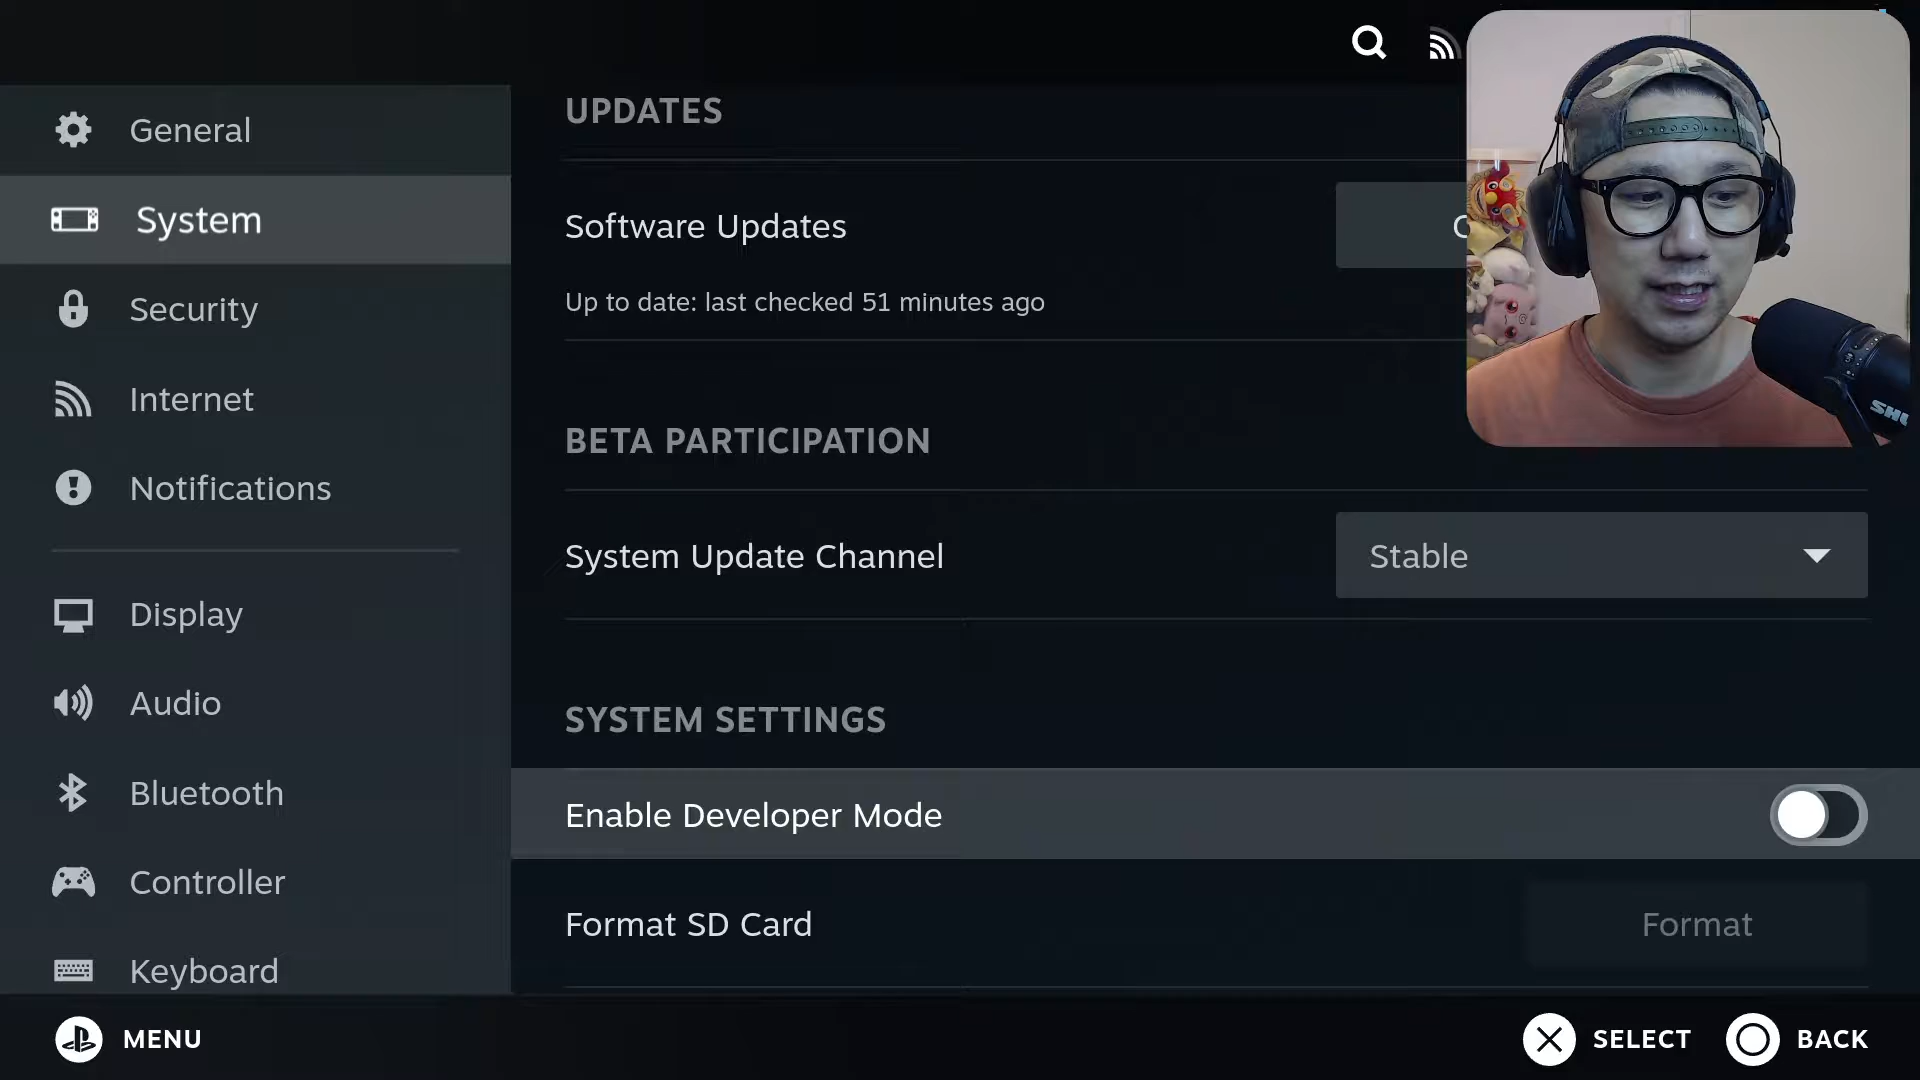 General
System
Security
Internet
Notifications
Display
Audio
Bluetooth
Controller
Keyboard
UPDATES
Software Updates
Up to date: last checked 51 minutes ago
BETA PARTICIPATION
System Update Channel
Stable
SYSTEM SETTINGS
Enable Developer Mode
Format SD Card
Format
MENU
SELECT
BACK